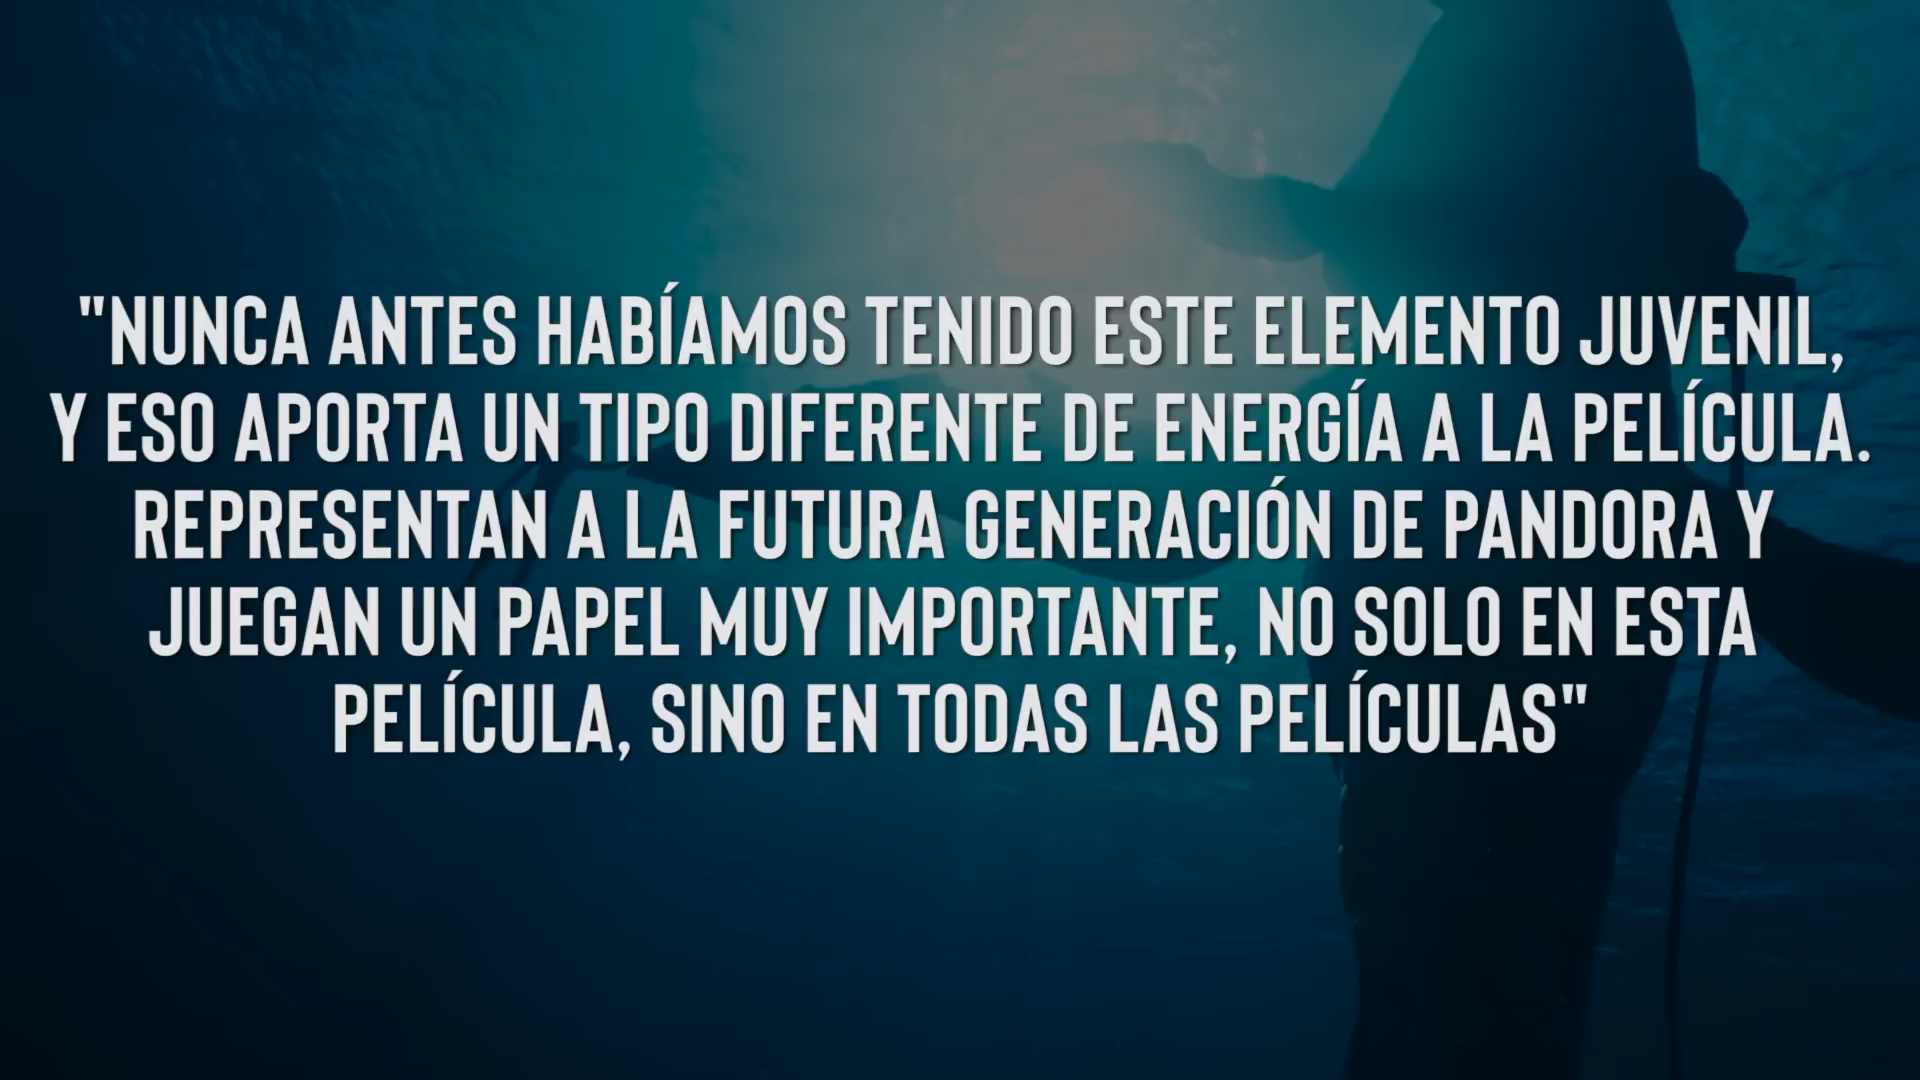 "NUNCA ANTES HABÍAMOS TENIDO ESTE ELEMENTO JUVENIL,
Y ESO APORTA UN TIPO DIFERENTE DE ENERGÍA A LA PELÍCULA.
REPRESENTAN A LA FUTURA GENERACIÓN DE PANDORA Y
JUEGAN UN PAPEL MUY IMPORTANTE, NO SOLO EN ESTA
PELÍCULA, SINO EN TODAS LAS PELÍCULAS"